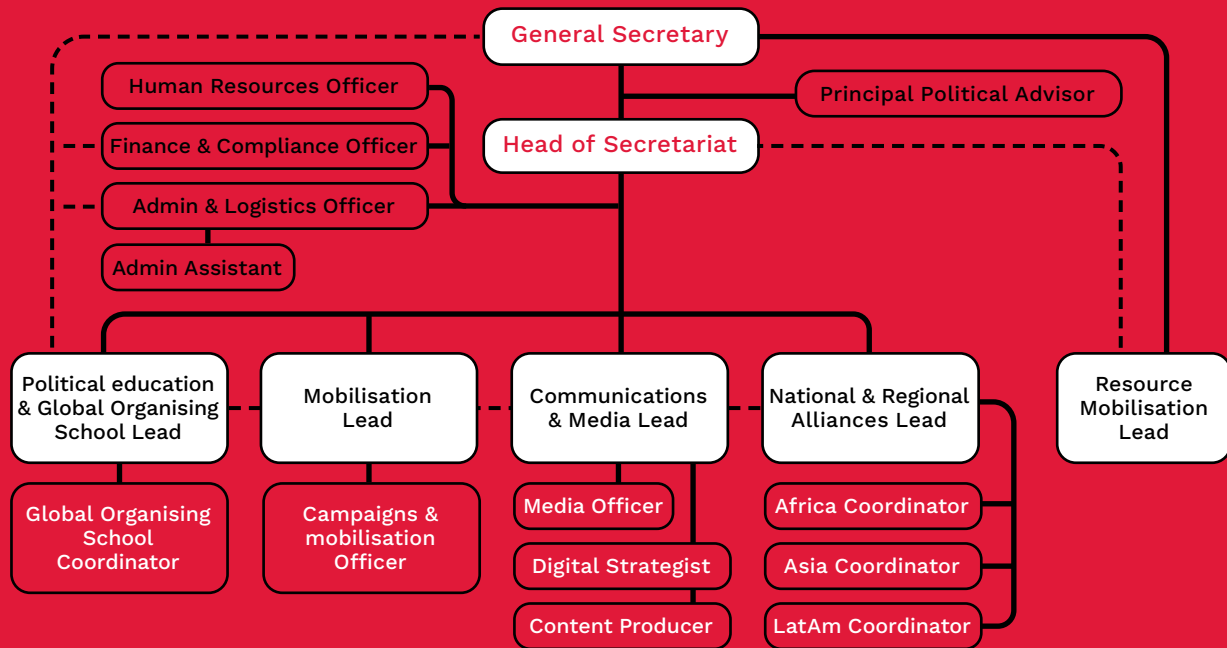 General Secretary
Human Resources Officer
Principal Political Advisor
Finance & Compliance Officer
Head of Secretariat
Admin & Logistics Officer
Admin Assistant
Political education
& Global Organising
School Lead
Mobilisation
Lead
Communications
& Media Lead
National & Regional
Alliances Lead
Resource
Mobilisation
Lead
Global Organising
School
Coordinator
Campaigns &
mobilisation
Officer
Media Officer
Digital Strategist
Content Producer
Africa Coordinator
Asia Coordinator
LatAm Coordinator